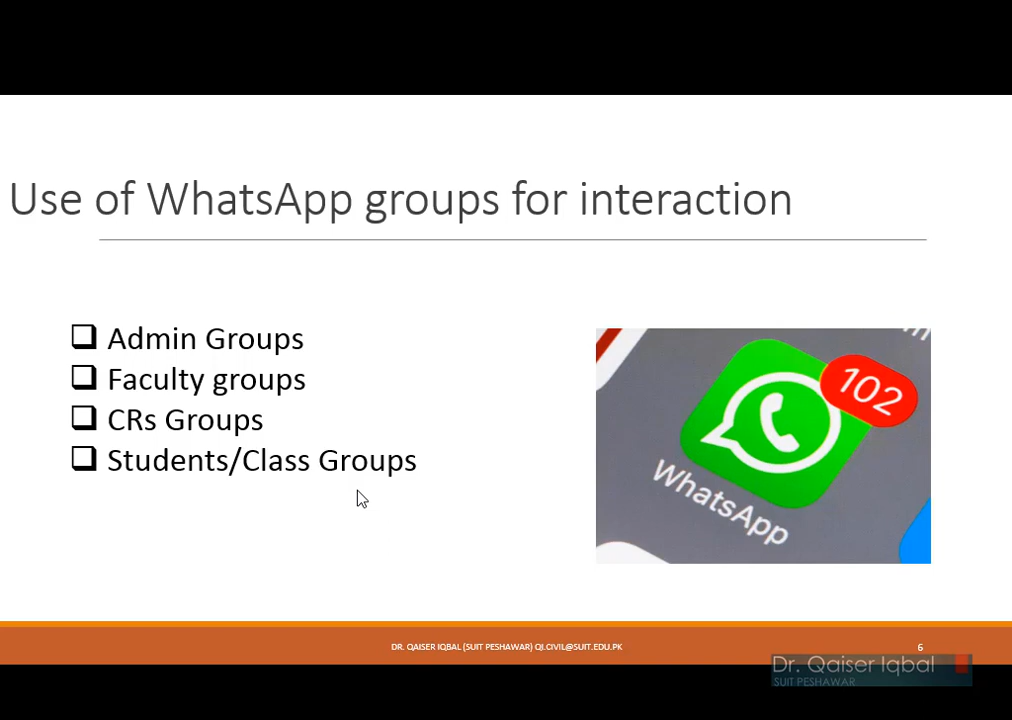 Use of WhatsApp groups for interaction
Admin Groups
Faculty groups
CRs Groups
Students/Class Groups
102
WhatsApp
DR. QAISER IQBAL (SUIT PESHAWAR) QI.CIVIL@SUIT.EDU.PK
6
Dr. Qaiser Iqbal
SUIT PESHAWAR